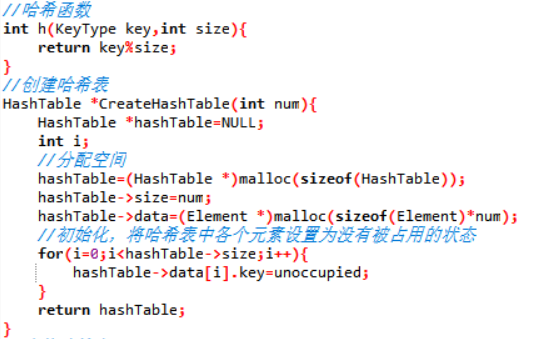 //哈希函数
int h(KeyType key,int size){
    return key%size;
}
//创建哈希表
HashTable *CreateHashTable(int num){
    HashTable *hashTable=NULL;
    int i;
    //分配空间
    hashTable=(HashTable *)malloc(sizeof(HashTable));
    hashTable->size=num;
    hashTable->data=(Element *)malloc(sizeof(Element)*num);
    //初始化，将哈希表中各个元素设置为没有被占用的状态
    for(i=0;i<hashTable->size;i++){
        hashTable->data[i].key=unoccupied;
    }
    return hashTable;
}